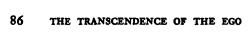 86 THE TRANSCENDENCE OF THE EGO